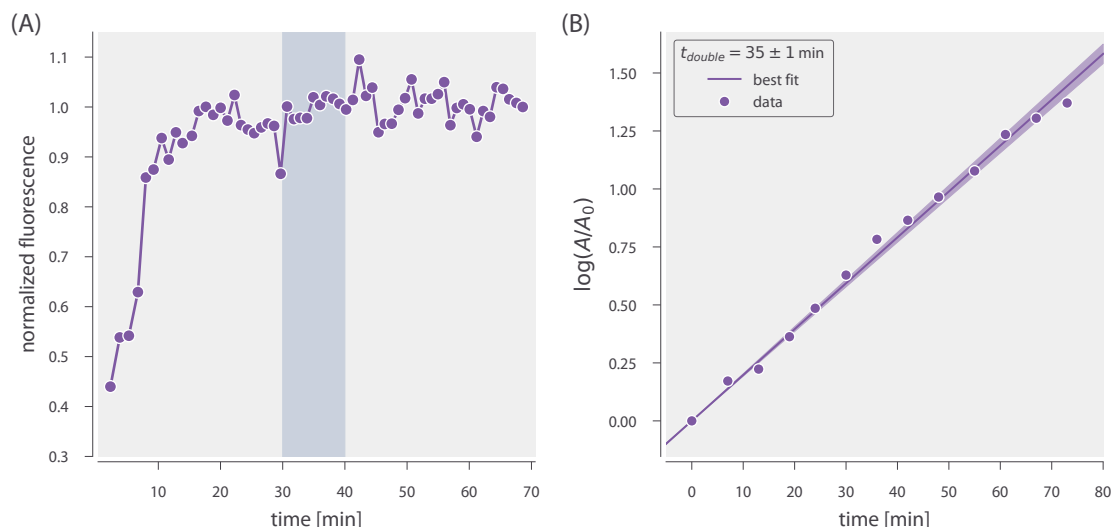 (A)
normalized fluorescence
1.1
1.0
0.9
0.8
0.7
0.6
0.5
0.4
0.3
10 20 30 40 50 60 70
time [min]
(B)
log(A/A₀)
1.50
1.25
1.00
0.75
0.50
0.25
0.00
t_double = 35 ± 1 min
best fit
data
0 10 20 30 40 50 60 70 80
time [min]